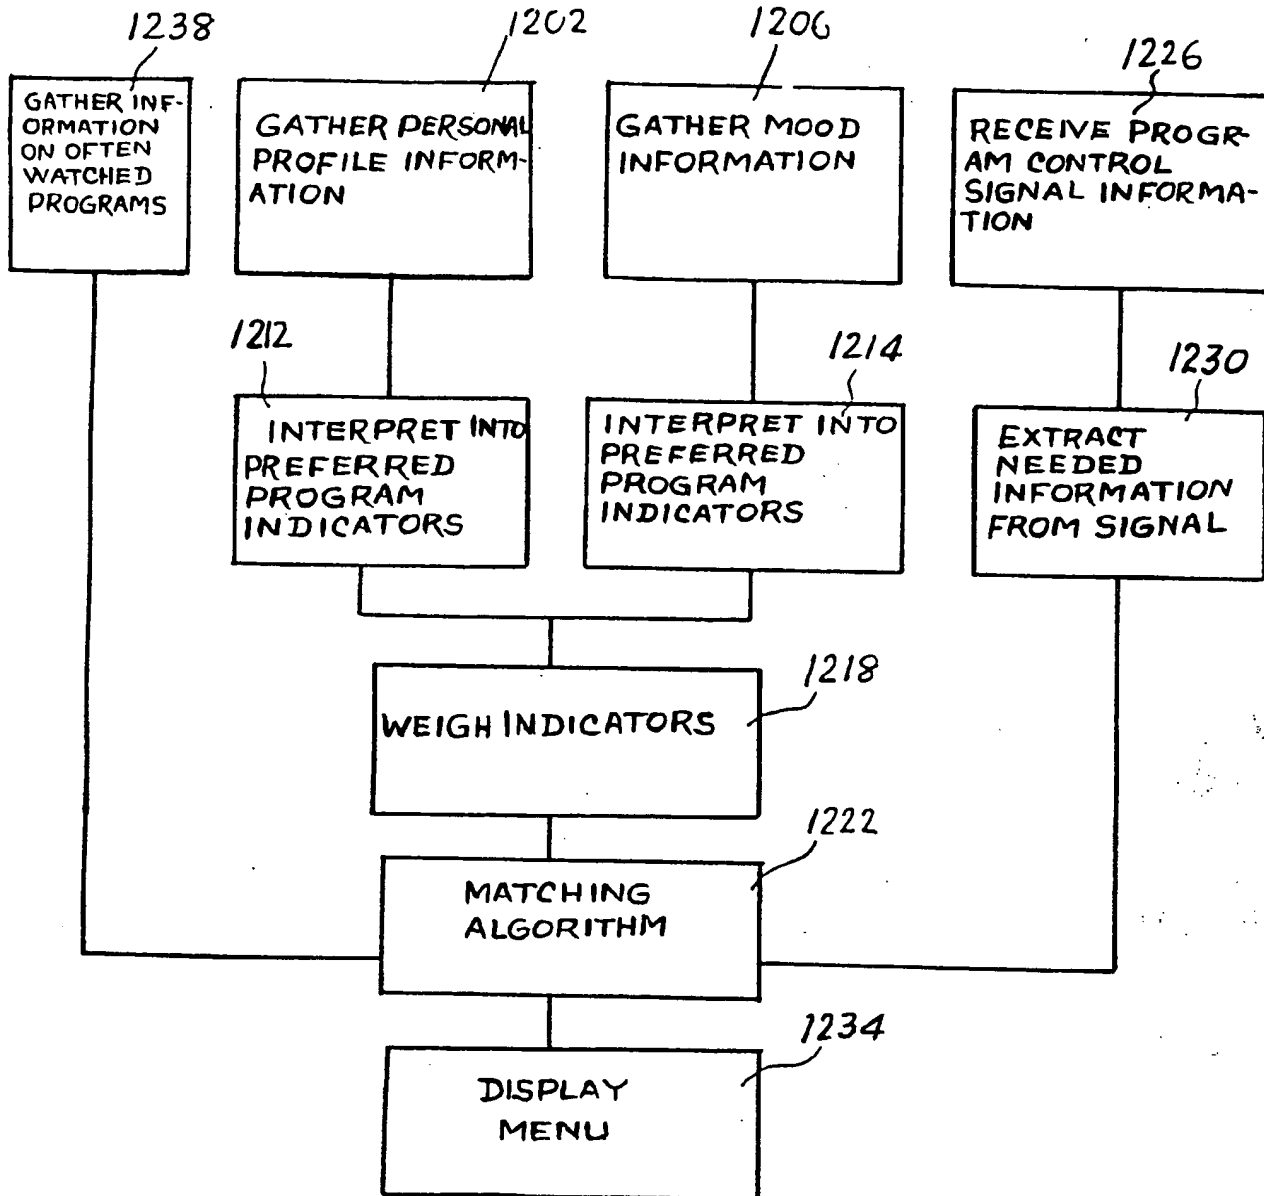 1238
1202
1206
1226
GATHER INF-
ORMATION
ON OFTEN
WATCHED
PROGRAMS
GATHER PERSONAL
PROFILE INFORM-
ATION
GATHER MOOD
INFORMATION
RECEIVE PROGR-
AM CONTROL
SIGNAL INFORMA-
TION
1212
1214
1230
INTERPRET INTO
PREFERRED
PROGRAM
INDICATORS
INTERPRET INTO
PREFERRED
PROGRAM
INDICATORS
EXTRACT
NEEDED
INFORMATION
FROM SIGNAL
1218
WEIGH INDICATORS
1222
MATCHING
ALGORITHM
1234
DISPLAY
MENU